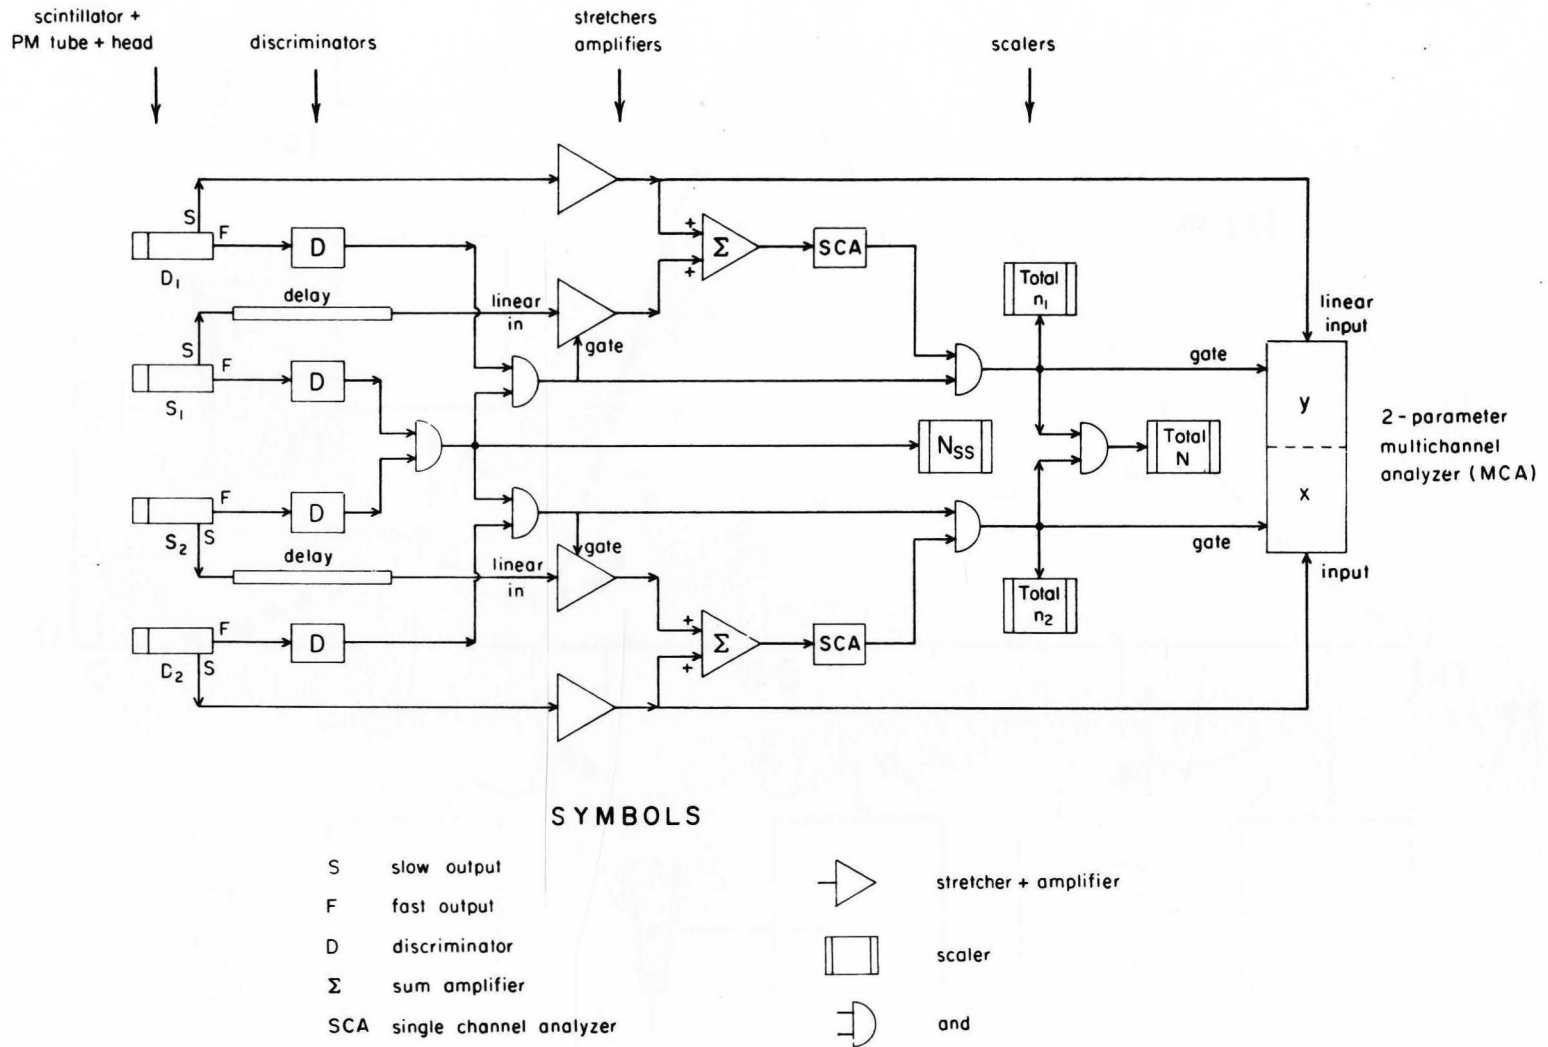 scintillator +
PM tube + head
discriminators
stretchers
amplifiers
scalers
S
F
D
D₁
+
Σ
SCA
+
delay
linear
in
Total
n₁
linear
input
S
F
D
S₁
gate
gate
y
N_SS
Total
N
2-parameter
multichannel
analyzer (MCA)
x
F
D
S₂
S
delay
linear
in
gate
gate
input
Total
n₂
F
D
D₂
S
+
Σ
SCA
+
SYMBOLS
S slow output
F fast output
D discriminator
Σ sum amplifier
SCA single channel analyzer
stretcher + amplifier
scaler
and